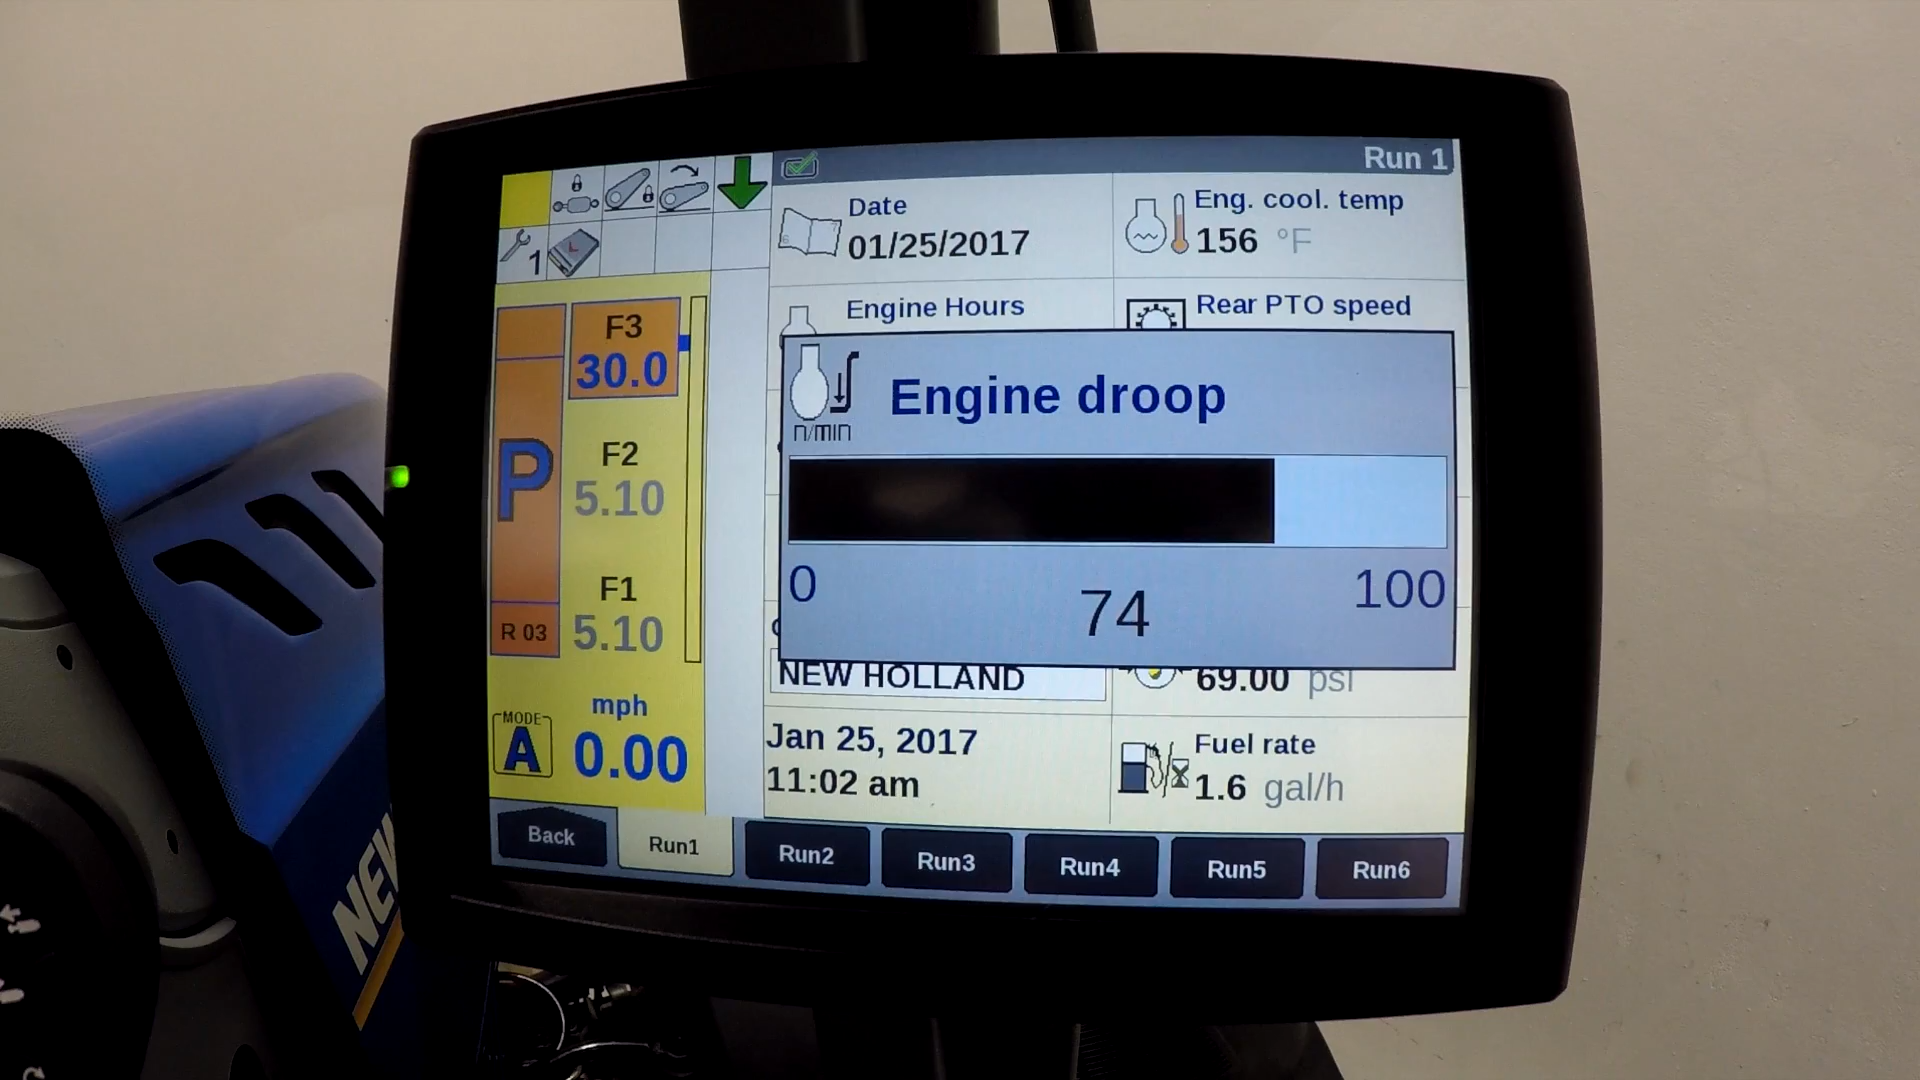 Run 1
1
Date
01/25/2017
Eng. cool. temp
156 °F
Engine Hours
Rear PTO speed
F3
30.0
F2
5.10
F1
5.10
P
R 03
mph
0.00
MODE
A
n/min
Engine droop
0
74
100
NEW HOLLAND
69.00 psi
Jan 25, 2017
11:02 am
Fuel rate
1.6 gal/h
Back
Run1
Run2
Run3
Run4
Run5
Run6
NEW